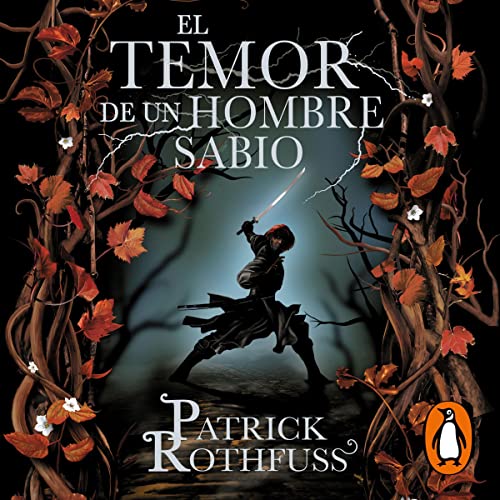 EL
TEMOR
DE UN HOMBRE
SABIO
PATRICK
ROTHFUSS